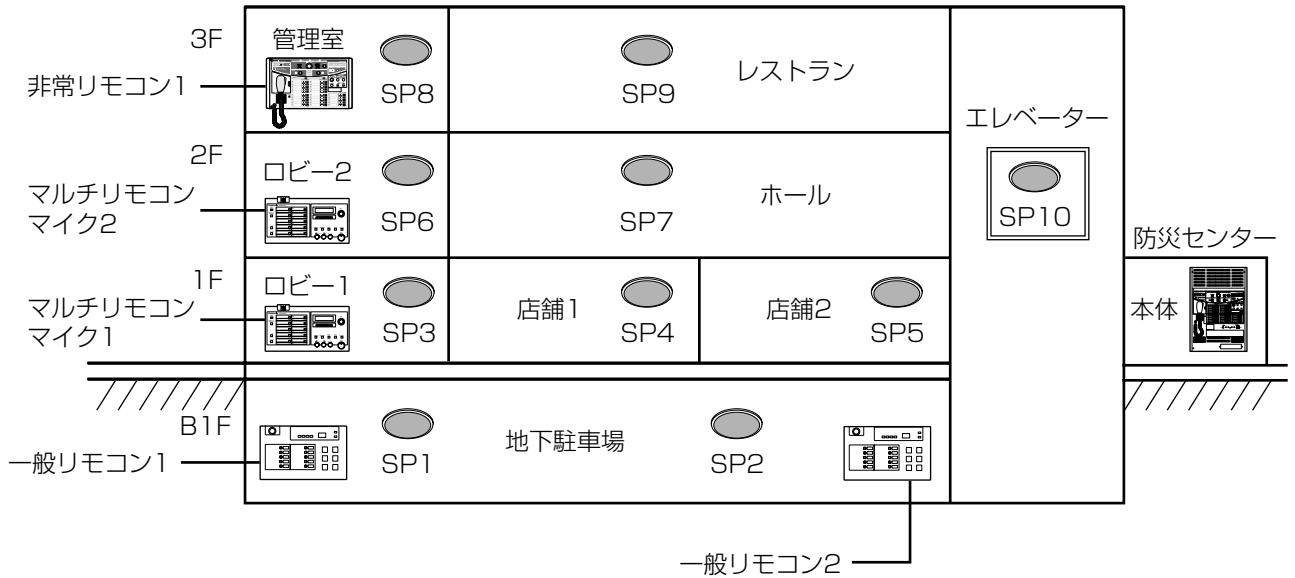 3F
管理室
非常リモコン1
SP8
SP9
レストラン
エレベーター
SP10
2F
ロビー2
マルチリモコン
マイク2
SP6
SP7
ホール
防災センター
本体
1F
ロビー1
マルチリモコン
マイク1
SP3
店舗1
SP4
店舗2
SP5
B1F
一般リモコン1
SP1
地下駐車場
SP2
一般リモコン2